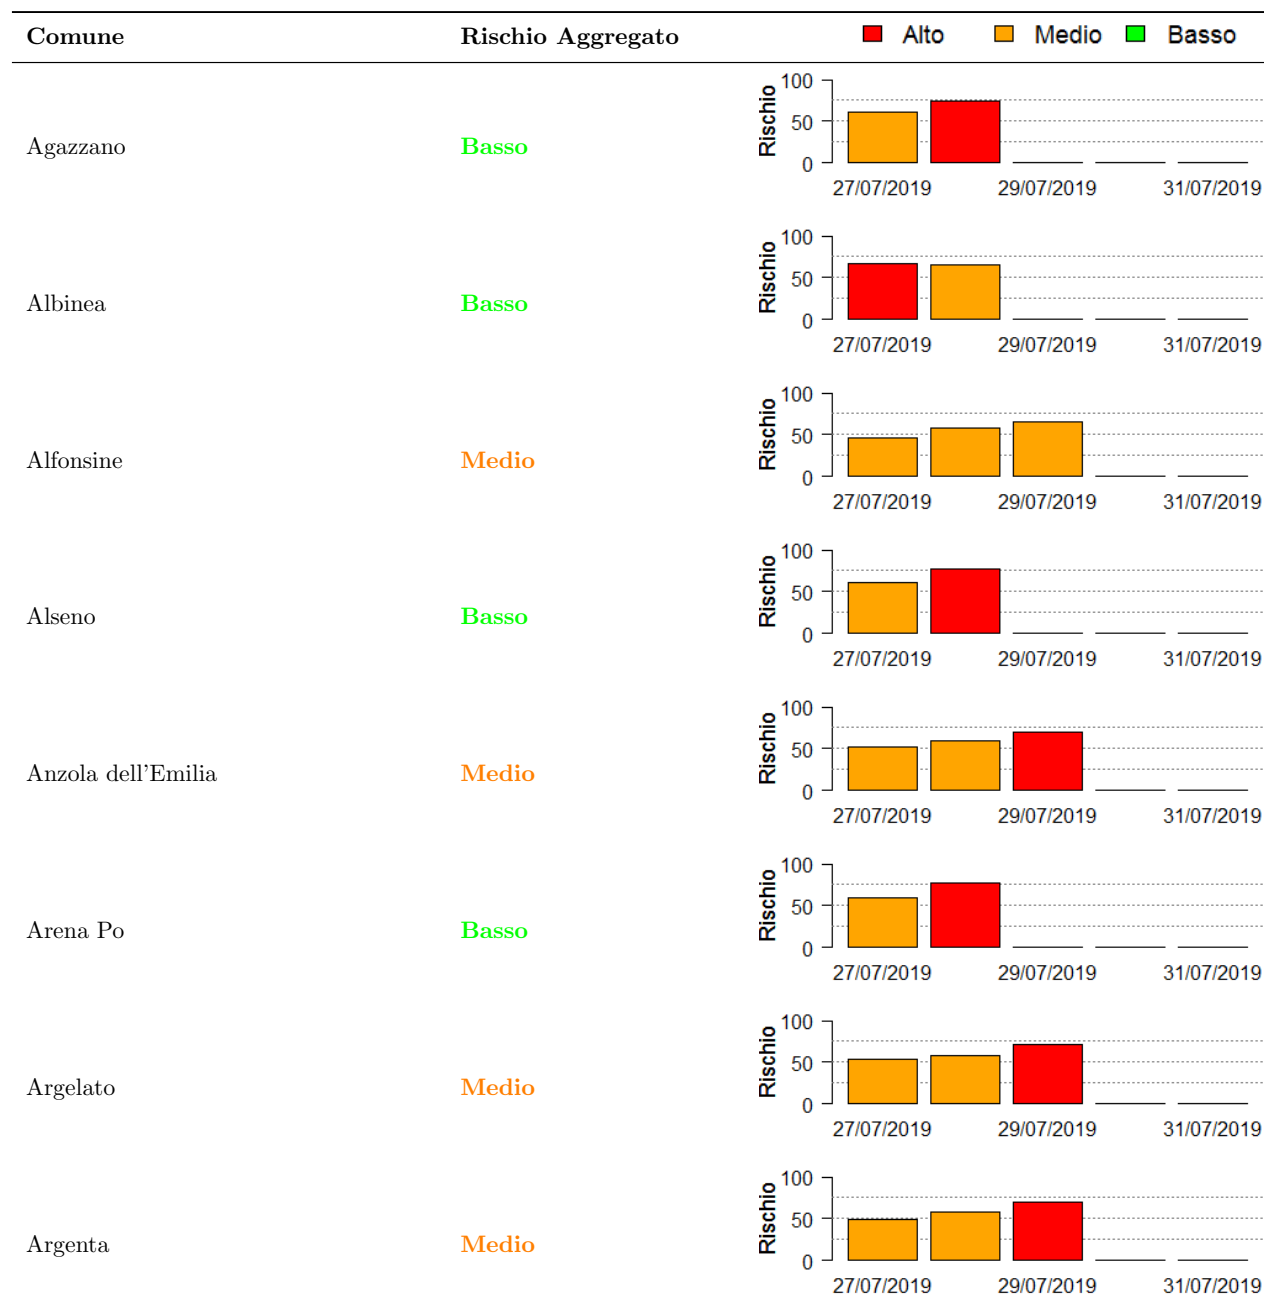 Comune Rischio Aggregato Alto Medio Basso
Agazzano Basso Rischio 100 50 0
27/07/2019 29/07/2019 31/07/2019
Albinea Basso Rischio 100 50 0
27/07/2019 29/07/2019 31/07/2019
Alfonsine Medio Rischio 100 50 0
27/07/2019 29/07/2019 31/07/2019
Alseno Basso Rischio 100 50 0
27/07/2019 29/07/2019 31/07/2019
Anzola dell'Emilia Medio Rischio 100 50 0
27/07/2019 29/07/2019 31/07/2019
Arena Po Basso Rischio 100 50 0
27/07/2019 29/07/2019 31/07/2019
Argelato Medio Rischio 100 50 0
27/07/2019 29/07/2019 31/07/2019
Argenta Medio Rischio 100 50 0
27/07/2019 29/07/2019 31/07/2019